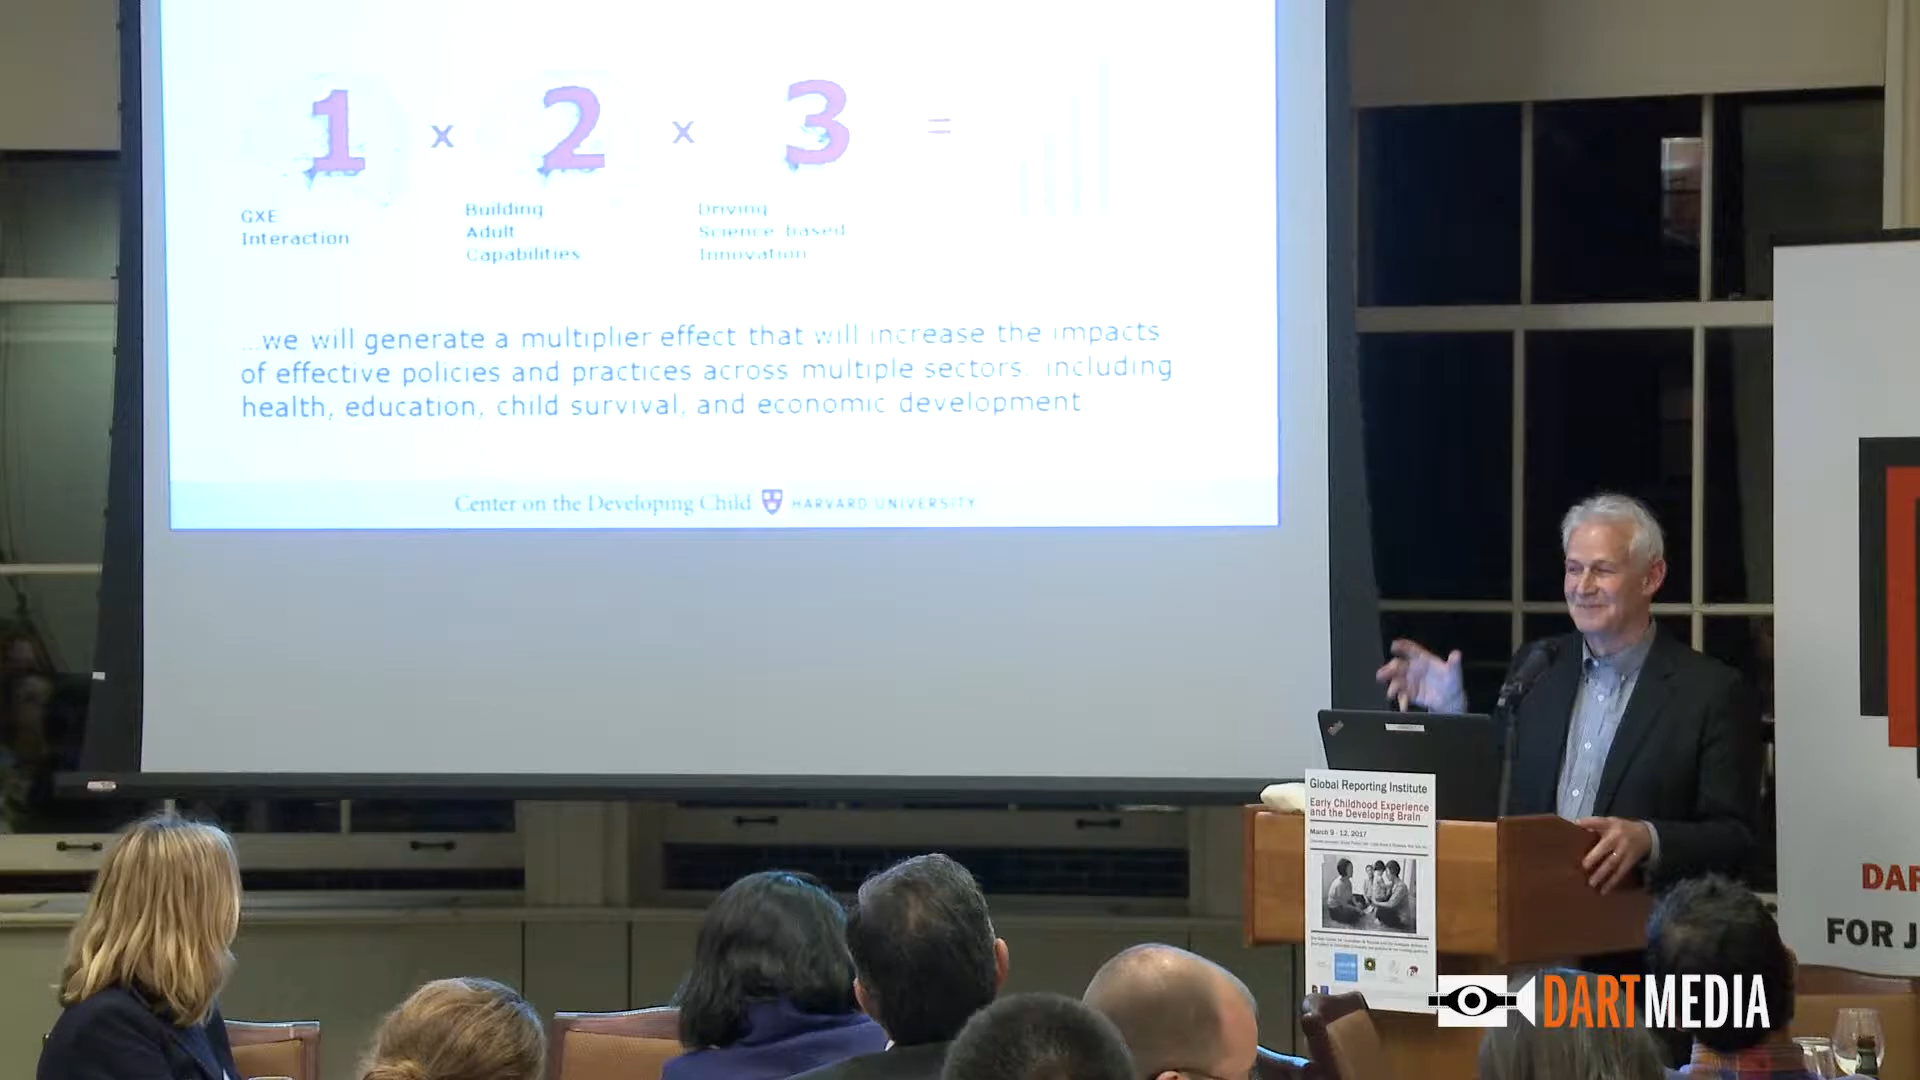 1 x 2 x 3 =
GXE
Interaction
Building
Adult
Capabilities
Driving
Science-based
Innovation
...we will generate a multiplier effect that will increase the impacts
of effective policies and practices across multiple sectors, including
health, education, child survival, and economic development
Center on the Developing Child HARVARD UNIVERSITY
Global Reporting Institute
Early Childhood Experience
and the Developing Brain
March 9 - 12, 2017
DAR
FOR J
DARTMEDIA